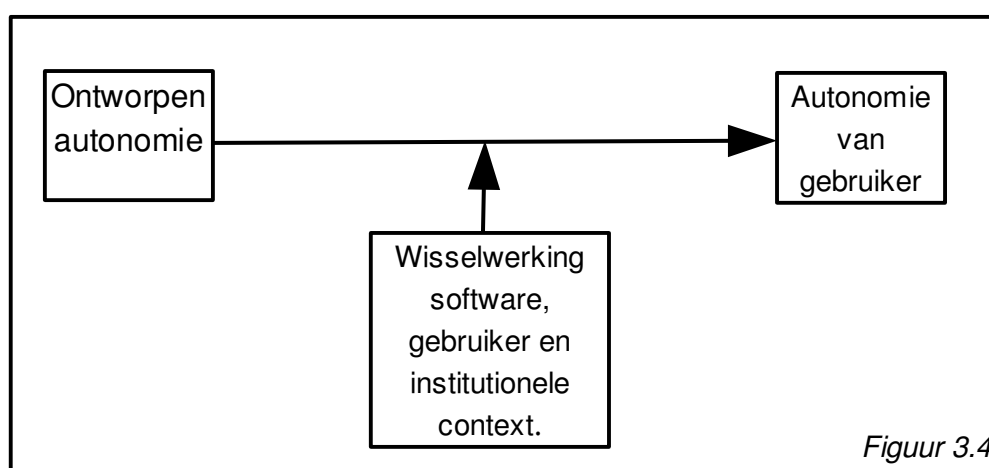 Ontworpen
autonomie
Autonomie
van
gebruiker
Wisselwerking
software,
gebruiker en
institutionele
context.
Figuur 3.4